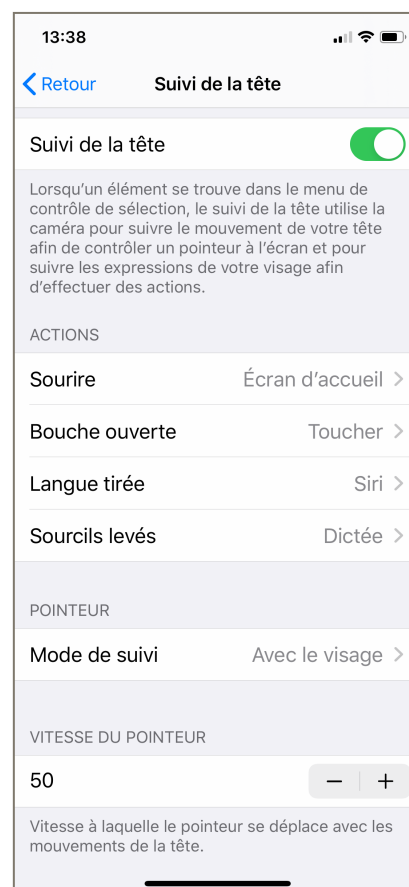 13:38
Retour
Suivi de la tête
Suivi de la tête
Lorsqu'un élément se trouve dans le menu de
contrôle de sélection, le suivi de la tête utilise la
caméra pour suivre le mouvement de votre tête
afin de contrôler un pointeur à l'écran et pour
suivre les expressions de votre visage afin
d'effectuer des actions.
ACTIONS
Sourire Écran d'accueil
Bouche ouverte Toucher
Langue tirée Siri
Sourcils levés Dictée
POINTEUR
Mode de suivi Avec le visage
VITESSE DU POINTEUR
50 − +
Vitesse à laquelle le pointeur se déplace avec les
mouvements de la tête.